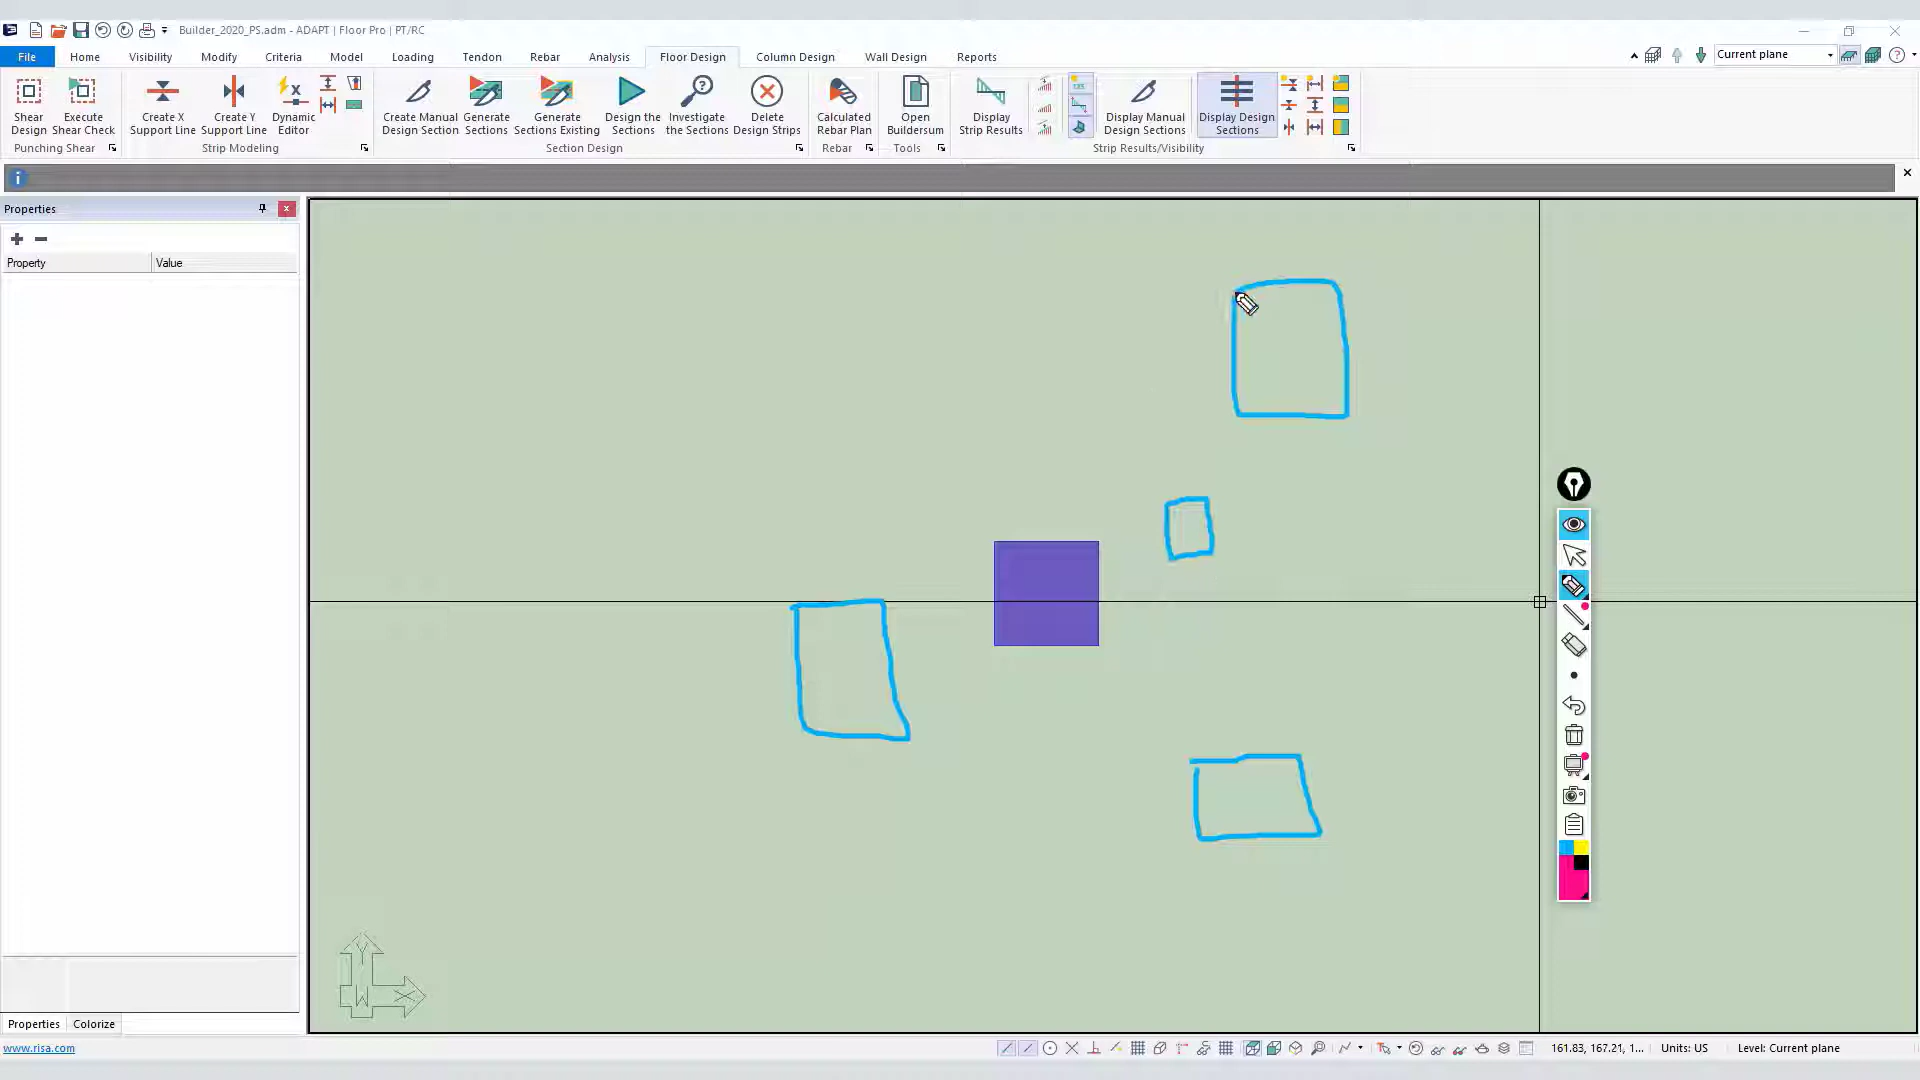 Builder_2020_PS.adm - ADAPT | Floor Pro | PT/RC
File Home Visibility Modify Criteria Model Loading Tendon Rebar Analysis Floor Design Column Design Wall Design Reports
Current plane
Shear Design
Execute Shear Check
Create X Support Line
Create Y Support Line
Dynamic Editor
Create Manual Design Section
Generate Sections
Generate Sections Existing
Design the Sections
Investigate the Sections
Delete Design Strips
Calculated Rebar Plan
Open Buildersum
Display Strip Results
Display Manual Design Sections
Display Design Sections
Punching Shear
Strip Modeling
Section Design
Rebar
Tools
Strip Results/Visibility
Properties
Property Value
Y
W X
Properties Colorize
www.risa.com
161.83, 167.21, 1... Units: US Level: Current plane